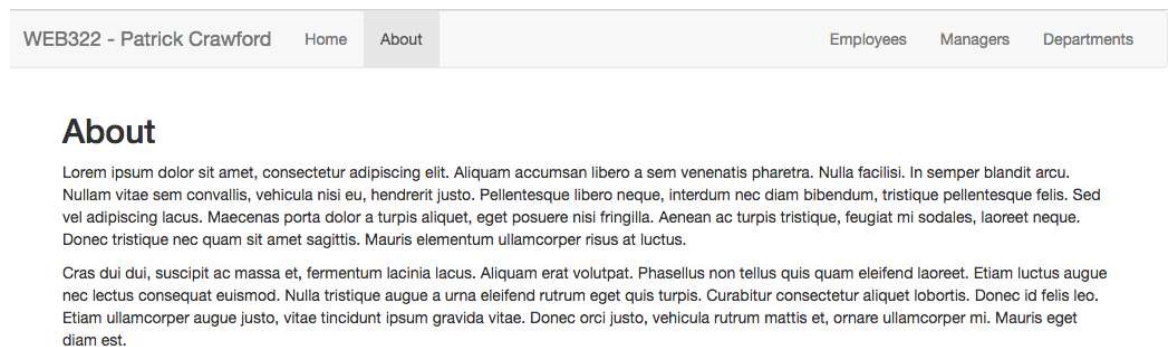 WEB322 - Patrick Crawford Home About Employees Managers Departments
About
Lorem ipsum dolor sit amet, consectetur adipiscing elit. Aliquam accumsan libero a sem venenatis pharetra. Nulla facilisi. In semper blandit arcu.
Nullam vitae sem convallis, vehicula nisi eu, hendrerit justo. Pellentesque libero neque, interdum nec diam bibendum, tristique pellentesque felis. Sed
vel adipiscing lacus. Maecenas porta dolor a turpis aliquet, eget posuere nisi fringilla. Aenean ac turpis tristique, feugiat mi sodales, laoreet neque.
Donec tristique nec quam sit amet sagittis. Mauris elementum ullamcorper risus at luctus.
Cras dui dui, suscipit ac massa et, fermentum lacinia lacus. Aliquam erat volutpat. Phasellus non tellus quis quam eleifend laoreet. Etiam luctus augue
nec lectus consequat euismod. Nulla tristique augue a urna eleifend rutrum eget quis turpis. Curabitur consectetur aliquet lobortis. Donec id felis leo.
Etiam ullamcorper augue justo, vitae tincidunt ipsum gravida vitae. Donec orci justo, vehicula rutrum mattis et, ornare ullamcorper mi. Mauris eget
diam est.